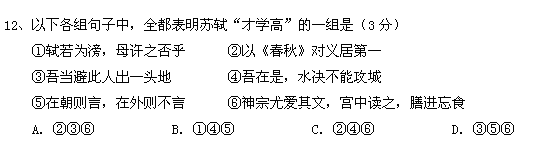 12、以下各组句子中，全都表明苏轼“才学高”的一组是（3 分）
①轼若为滂，母许之否乎 ②以《春秋》对义居第一
③吾当避此人出一头地 ④吾在是，水决不能攻城
⑤在朝则言，在外则不言 ⑥神宗尤爱其文，宫中读之，膳进忘食
A. ②③⑥ B. ①④⑤ C. ②④⑥ D. ③⑤⑥